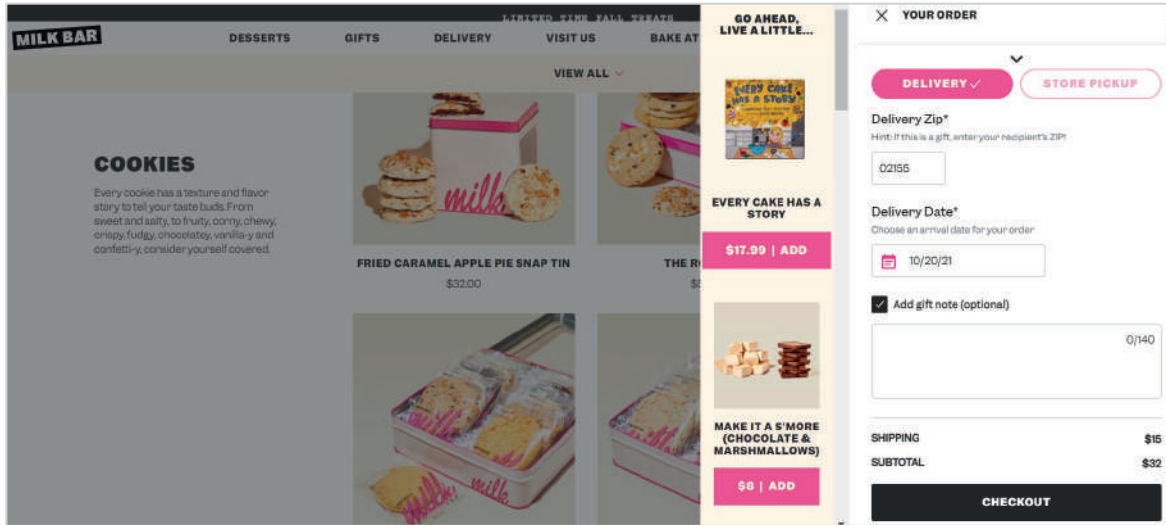 LIMITED TIME FALL TREATS
MILK BAR
DESSERTS
GIFTS
DELIVERY
VISIT US
BAKE AT
VIEW ALL
COOKIES
Every cookie has a texture and flavor
story to tell your taste buds. From
sweet and salty, to fruity, corny, chewy,
crispy, fudgy, chocolatey, vanilla-y and
confetti-y, consider yourself covered.
milk
FRIED CARAMEL APPLE PIE SNAP TIN
$32.00
milk
milk
GO AHEAD,
LIVE A LITTLE...
EVERY CAKE
HAS A STORY
EVERY CAKE HAS A
STORY
$17.99 | ADD
MAKE IT A S'MORE
(CHOCOLATE &
MARSHMALLOWS)
$8 | ADD
YOUR ORDER
DELIVERY
STORE PICKUP
Delivery Zip*
Hint: If this is a gift, enter your recipient's ZIP!
02155
Delivery Date*
Choose an arrival date for your order
10/20/21
Add gift note (optional)
0/140
SHIPPING $15
SUBTOTAL $32
CHECKOUT